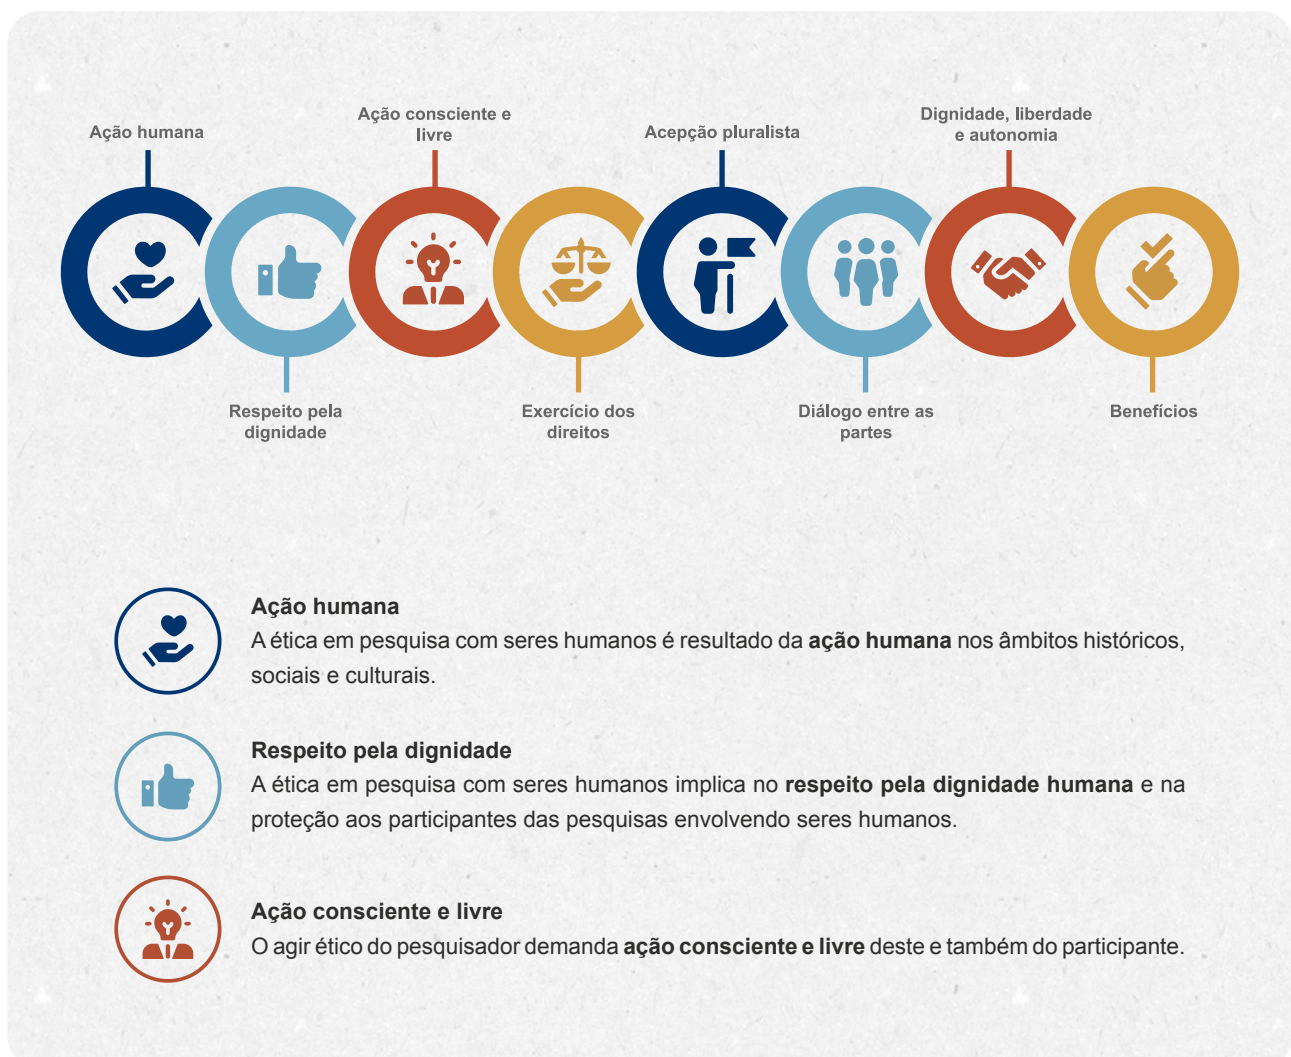 Ação humana
Ação consciente e
livre
Acepção pluralista
Dignidade, liberdade
e autonomia
Respeito pela
dignidade
Exercício dos
direitos
Diálogo entre as
partes
Benefícios
Ação humana
A ética em pesquisa com seres humanos é resultado da ação humana nos âmbitos históricos,
sociais e culturais.
Respeito pela dignidade
A ética em pesquisa com seres humanos implica no respeito pela dignidade humana e na
proteção aos participantes das pesquisas envolvendo seres humanos.
Ação consciente e livre
O agir ético do pesquisador demanda ação consciente e livre deste e também do participante.